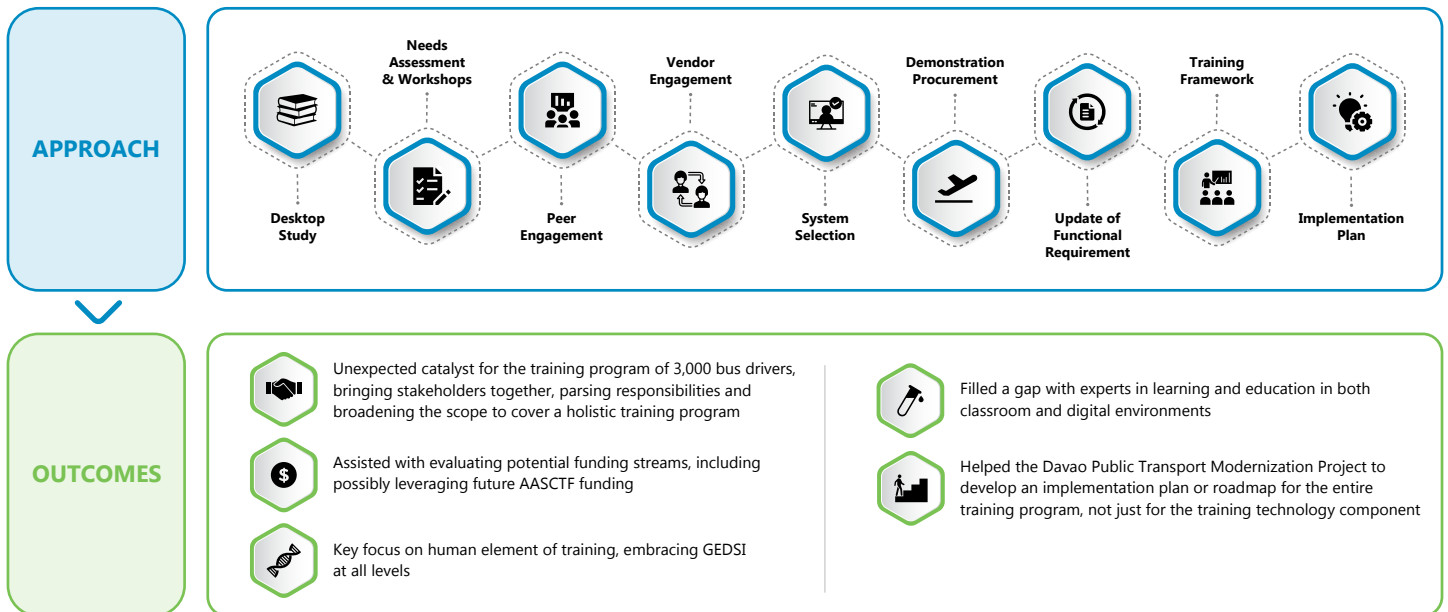 APPROACH
Desktop
Study
Needs
Assessment
& Workshops
Peer
Engagement
Vendor
Engagement
System
Selection
Demonstration
Procurement
Update of
Functional
Requirement
Training
Framework
Implementation
Plan
OUTCOMES
Unexpected catalyst for the training program of 3,000 bus drivers,
bringing stakeholders together, parsing responsibilities and
broadening the scope to cover a holistic training program
$
Assisted with evaluating potential funding streams, including
possibly leveraging future AASCTF funding
Key focus on human element of training, embracing GEDSI
at all levels
Filled a gap with experts in learning and education in both
classroom and digital environments
Helped the Davao Public Transport Modernization Project to
develop an implementation plan or roadmap for the entire
training program, not just for the training technology component